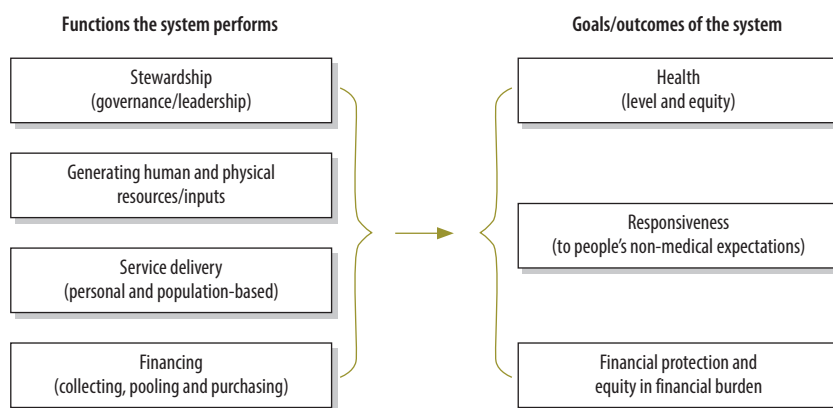 Functions the system performs
Stewardship
(governance/leadership)
Generating human and physical
resources/inputs
Service delivery
(personal and population-based)
Financing
(collecting, pooling and purchasing)
Goals/outcomes of the system
Health
(level and equity)
Responsiveness
(to people's non-medical expectations)
Financial protection and
equity in financial burden